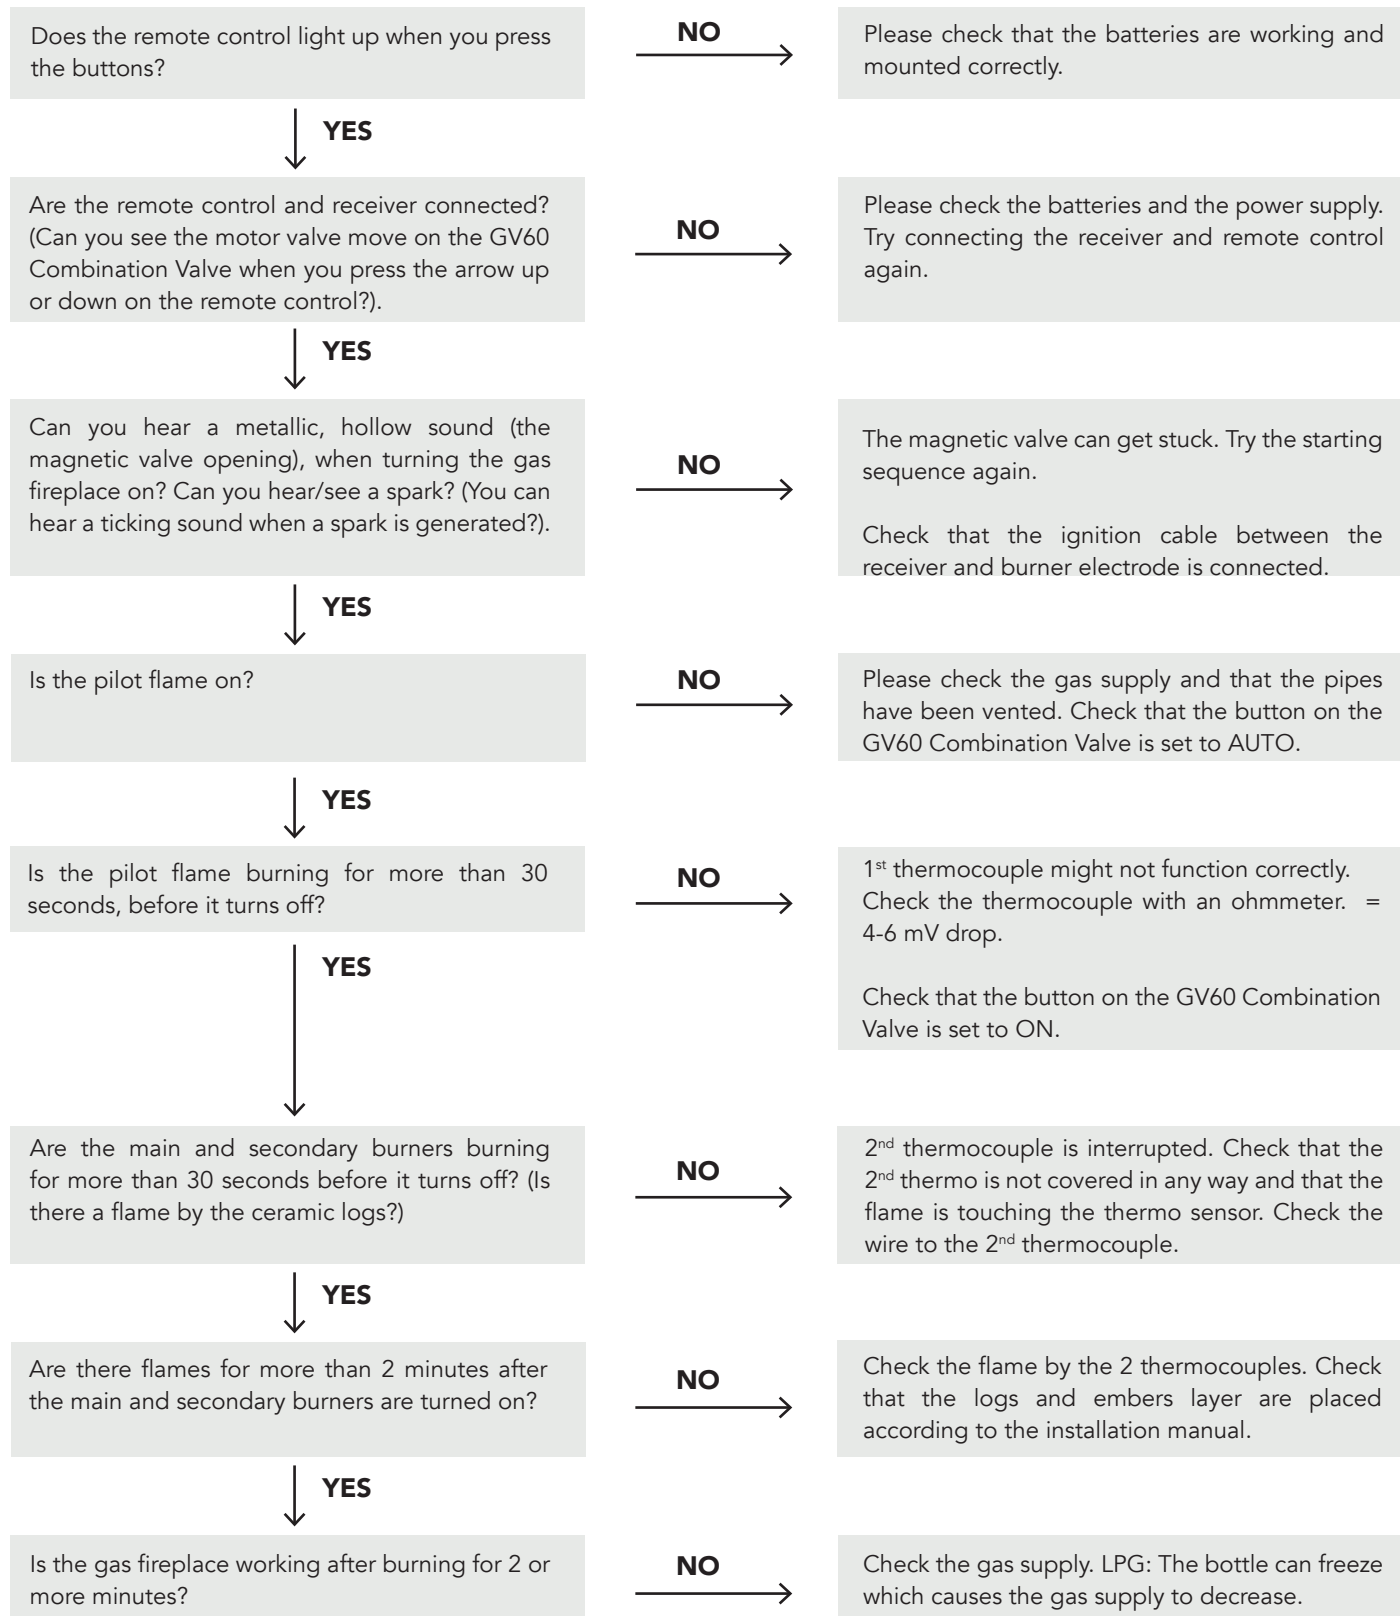 Does the remote control light up when you press
the buttons?
NO
Please check that the batteries are working and
mounted correctly.
YES
Are the remote control and receiver connected?
(Can you see the motor valve move on the GV60
Combination Valve when you press the arrow up
or down on the remote control?).
NO
Please check the batteries and the power supply.
Try connecting the receiver and remote control
again.
YES
Can you hear a metallic, hollow sound (the
magnetic valve opening), when turning the gas
fireplace on? Can you hear/see a spark? (You can
hear a ticking sound when a spark is generated?).
NO
The magnetic valve can get stuck. Try the starting
sequence again.
Check that the ignition cable between the
receiver and burner electrode is connected.
YES
Is the pilot flame on?
NO
Please check the gas supply and that the pipes
have been vented. Check that the button on the
GV60 Combination Valve is set to AUTO.
YES
Is the pilot flame burning for more than 30
seconds, before it turns off?
NO
1st thermocouple might not function correctly.
Check the thermocouple with an ohmmeter. =
4-6 mV drop.
Check that the button on the GV60 Combination
Valve is set to ON.
YES
Are the main and secondary burners burning
for more than 30 seconds before it turns off? (Is
there a flame by the ceramic logs?)
NO
2nd thermocouple is interrupted. Check that the
2nd thermo is not covered in any way and that the
flame is touching the thermo sensor. Check the
wire to the 2nd thermocouple.
YES
Are there flames for more than 2 minutes after
the main and secondary burners are turned on?
NO
Check the flame by the 2 thermocouples. Check
that the logs and embers layer are placed
according to the installation manual.
YES
Is the gas fireplace working after burning for 2 or
more minutes?
NO
Check the gas supply. LPG: The bottle can freeze
which causes the gas supply to decrease.